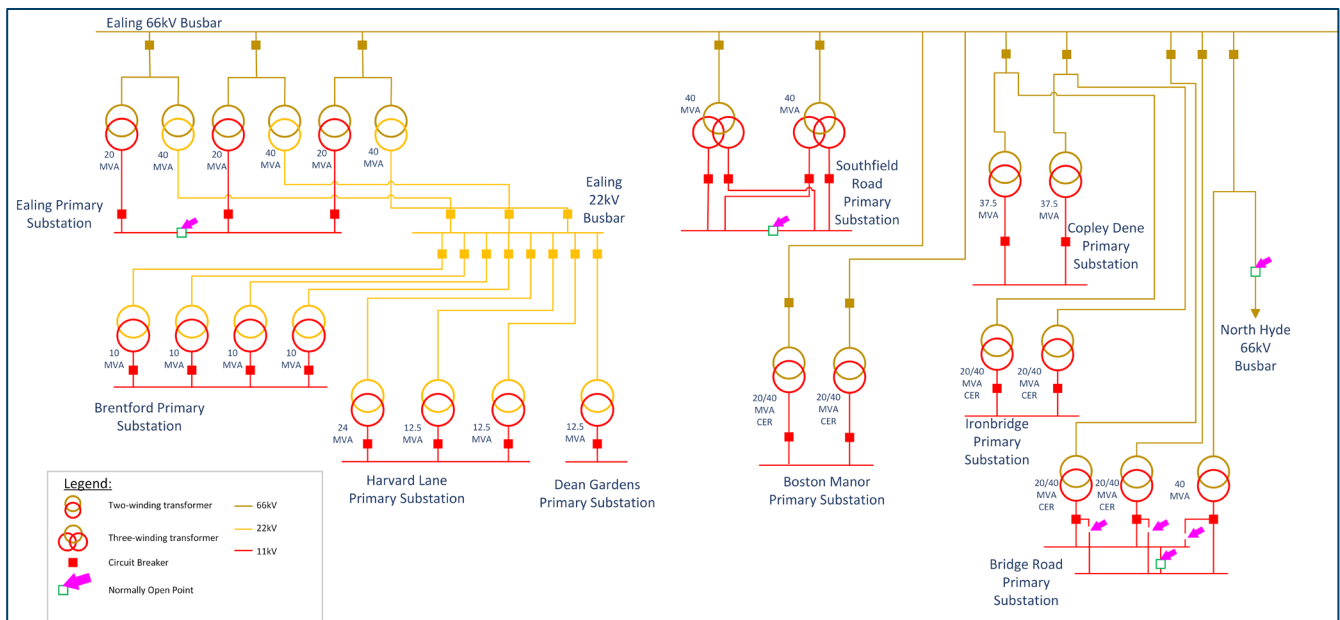 Ealing 66kV Busbar
20
MVA
40
MVA
20
MVA
40
MVA
20
MVA
40
MVA
Ealing Primary
Substation
Ealing
22kV
Busbar
40
MVA
40
MVA
Southfield
Road
Primary
Substation
37.5
MVA
37.5
MVA
Copley Dene
Primary
Substation
North Hyde
66kV
Busbar
10
MVA
10
MVA
10
MVA
10
MVA
Brentford Primary
Substation
24
MVA
12.5
MVA
12.5
MVA
Harvard Lane
Primary Substation
12.5
MVA
Dean Gardens
Primary Substation
20/40
MVA
CER
20/40
MVA
CER
Boston Manor
Primary Substation
20/40
MVA
CER
20/40
MVA
CER
Ironbridge
Primary
Substation
20/40
MVA
CER
20/40
MVA
CER
40
MVA
Bridge Road
Primary
Substation
Legend:
Two-winding transformer
Three-winding transformer
Circuit Breaker
Normally Open Point
66kV
22kV
11kV